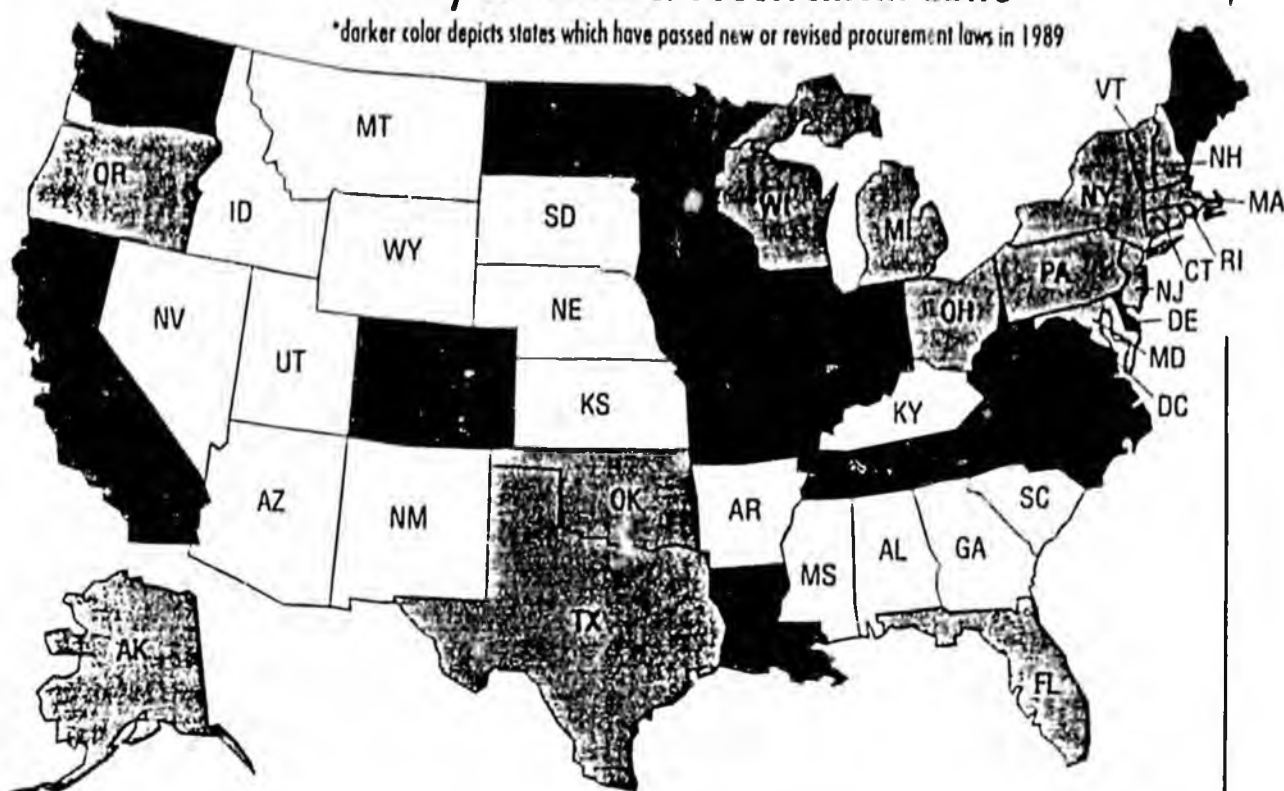 *darker color depicts states which have passed new or revised procurement laws in 1989
VT
MT
NH
OR
MA
ID
SD
WI
NY
MI
WY
RI
PA
CT
NV
NE
OH
NJ
DE
UT
MD
KS
KY
DC
AZ
NM
OK
AR
SC
MS
AL
GA
TX
AK
FL